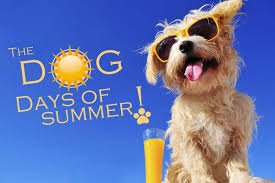 THE
DOG
DAYS OF
SUMMER!